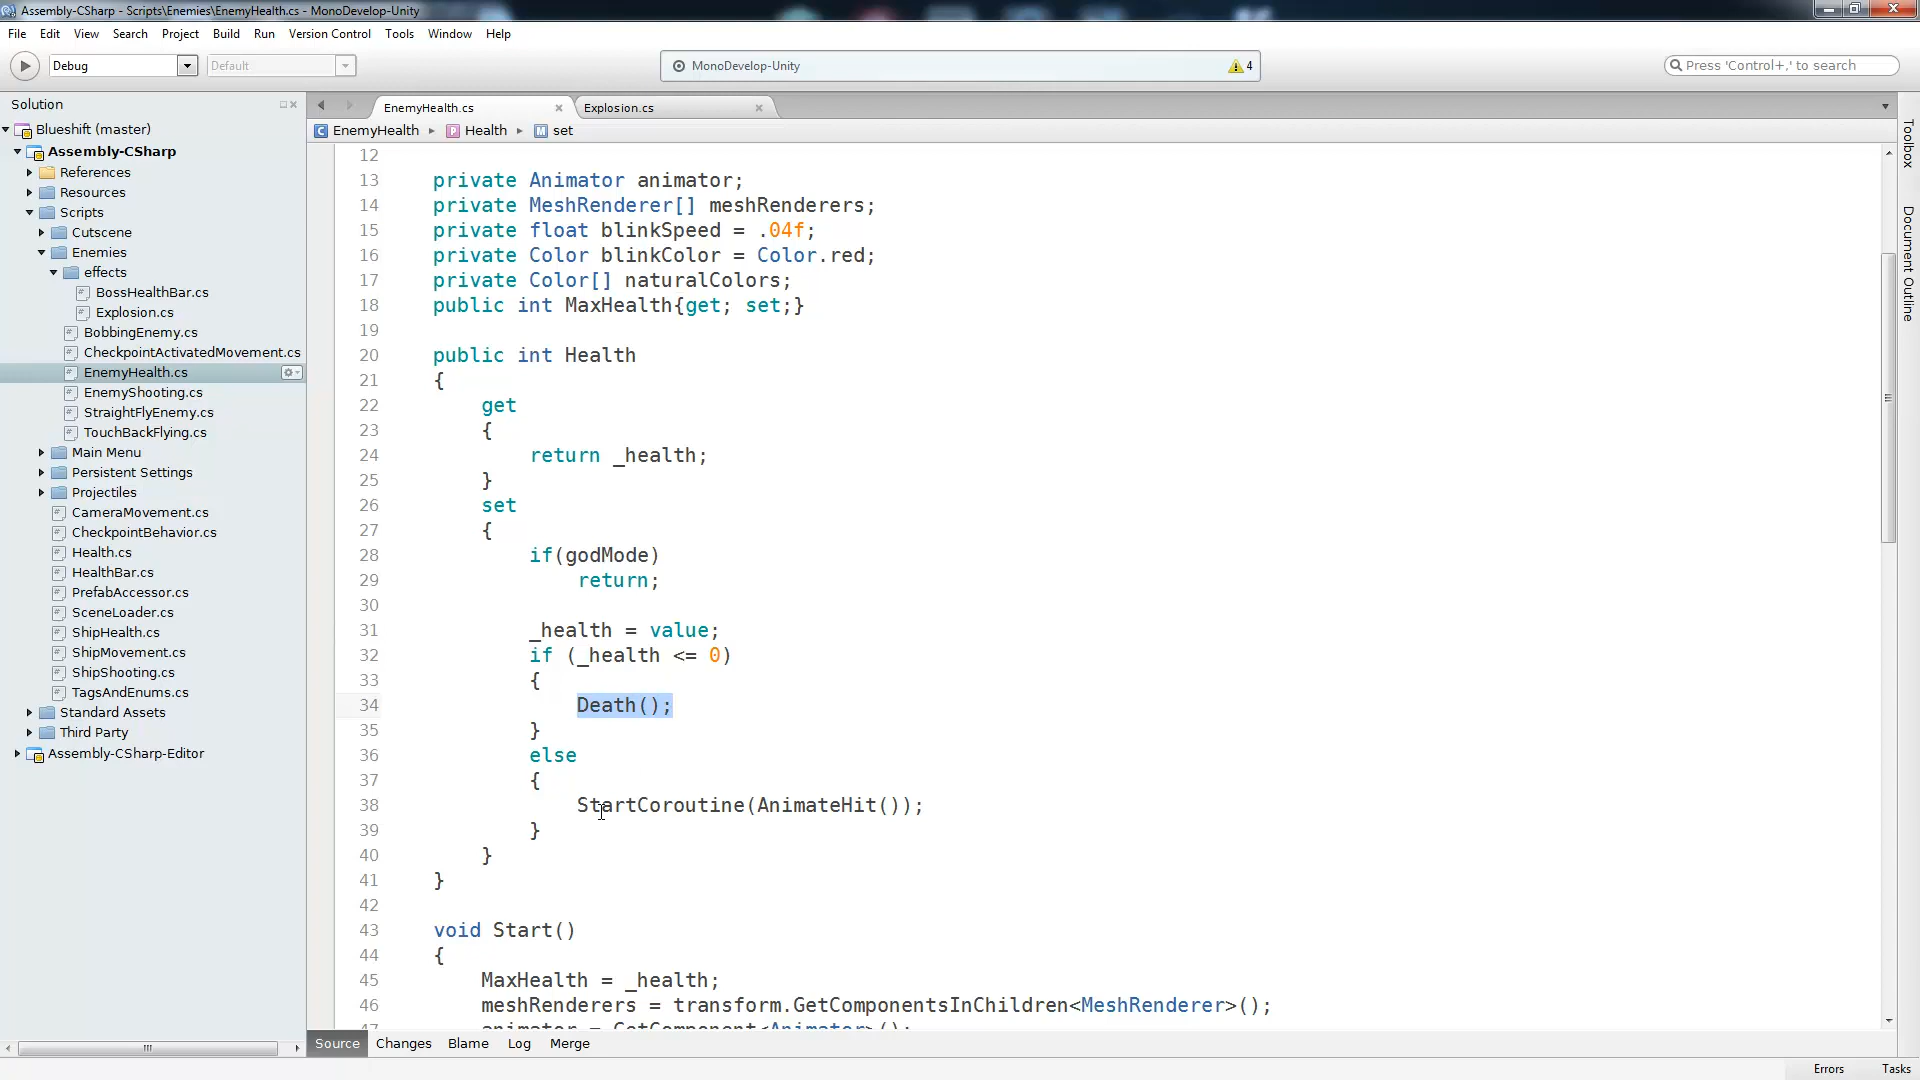 Assembly-CSharp - Scripts\Enemies\EnemyHealth.cs - MonoDevelop-Unity
File Edit View Search Project Build Run Version Control Tools Window Help
Debug Default MonoDevelop-Unity 4 Press 'Control+,' to search
Solution
Blueshift (master)
Assembly-CSharp
References
Resources
Scripts
Cutscene
Enemies
effects
BossHealthBar.cs
Explosion.cs
BobbingEnemy.cs
CheckpointActivatedMovement.cs
EnemyHealth.cs
EnemyShooting.cs
StraightFlyEnemy.cs
TouchBackFlying.cs
Main Menu
Persistent Settings
Projectiles
CameraMovement.cs
CheckpointBehavior.cs
Health.cs
HealthBar.cs
PrefabAccessor.cs
SceneLoader.cs
ShipHealth.cs
ShipMovement.cs
ShipShooting.cs
TagsAndEnums.cs
Standard Assets
Third Party
Assembly-CSharp-Editor
EnemyHealth.cs Explosion.cs
EnemyHealth Health set
12
13 private Animator animator;
14 private MeshRenderer[] meshRenderers;
15 private float blinkSpeed = .04f;
16 private Color blinkColor = Color.red;
17 private Color[] naturalColors;
18 public int MaxHealth{get; set;}
19
20 public int Health
21 {
22 get
23 {
24 return _health;
25 }
26 set
27 {
28 if(godMode)
29 return;
30
31 _health = value;
32 if (_health <= 0)
33 {
34 Death();
35 }
36 else
37 {
38 StartCoroutine(AnimateHit());
39 }
40 }
41 }
42
43 void Start()
44 {
45 MaxHealth = _health;
46 meshRenderers = transform.GetComponentsInChildren<MeshRenderer>();
47 animator = GetComponent<Animator>();
Source Changes Blame Log Merge
Toolbox
Document Outline
Errors Tasks